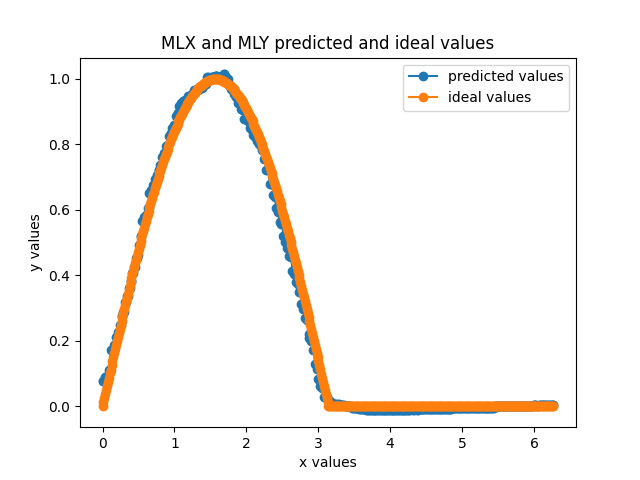 MLX and MLY predicted and ideal values
predicted values
ideal values
y values
1.0
0.8
0.6
0.4
0.2
0.0
0 1 2 3 4 5 6
x values